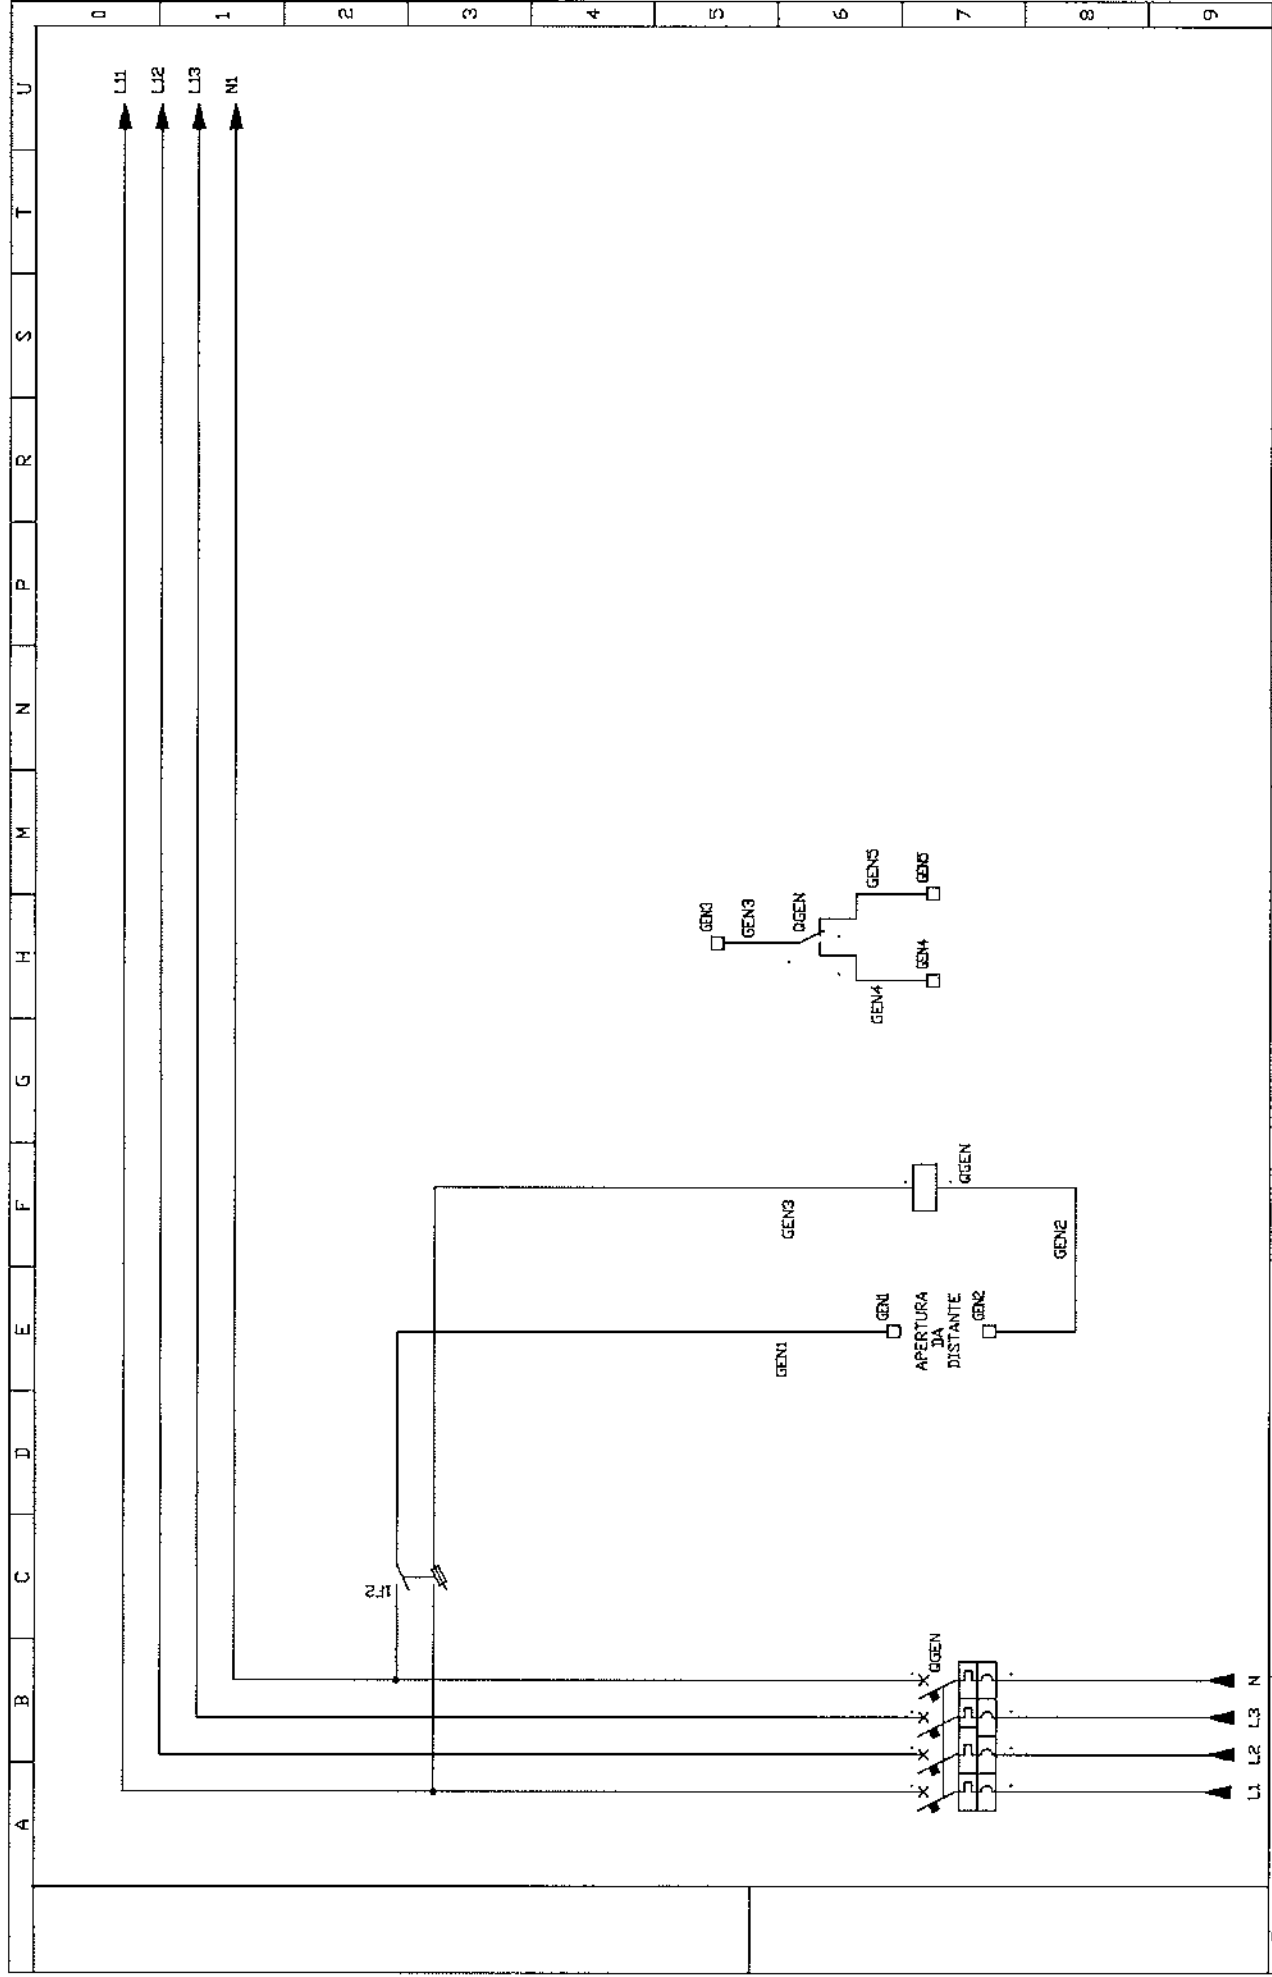 A B C D E F G H M N P R S T U
0
1
2
3
4
5
6
7
8
9
L11
L12
L13
N1
1F2
GEN3
GEN3
QGEN
GEN5
GEN5
GEN4
GEN4
GEN3
QGEN
GEN2
GEN1
GEN1
APERTURA
DA
DISTANTE
GEN2
QGEN
L1 L2 L3 N